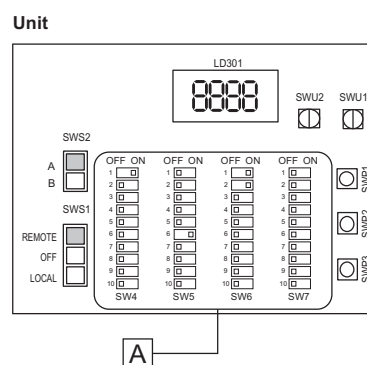 Unit
LD301
8888
SWU2 SWU1
SWS2
A
B
SWS1
REMOTE
OFF
LOCAL
OFF ON OFF ON OFF ON OFF ON
1 1 1 1
2 2 2 2
3 3 3 3
4 4 4 4
5 5 5 5
6 6 6 6
7 7 7 7
8 8 8 8
9 9 9 9
10 10 10 10
SW4 SW5 SW6 SW7
SWP1
SWP2
SWP3
A